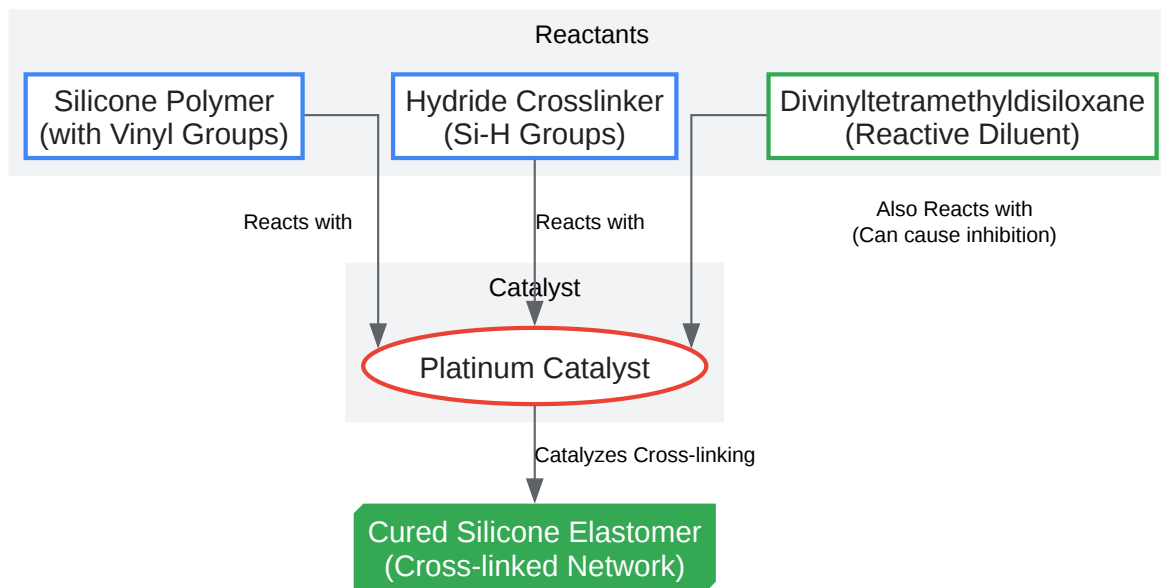 Reactants
Silicone Polymer
(with Vinyl Groups)
Hydride Crosslinker
(Si-H Groups)
Divinyltetramethyldisiloxane
(Reactive Diluent)
Reacts with
Reacts with
Also Reacts with
(Can cause inhibition)
Catalyst
Platinum Catalyst
Catalyzes Cross-linking
Cured Silicone Elastomer
(Cross-linked Network)